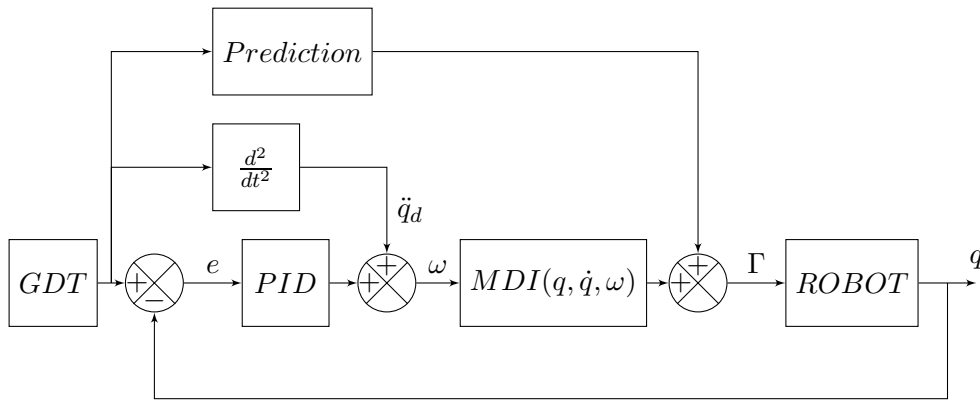 Prediction
d²/dt²
q̈_d
GDT
+
−
e
PID
+
+
ω
MDI(q, q̇, ω)
+
+
Γ
ROBOT
q